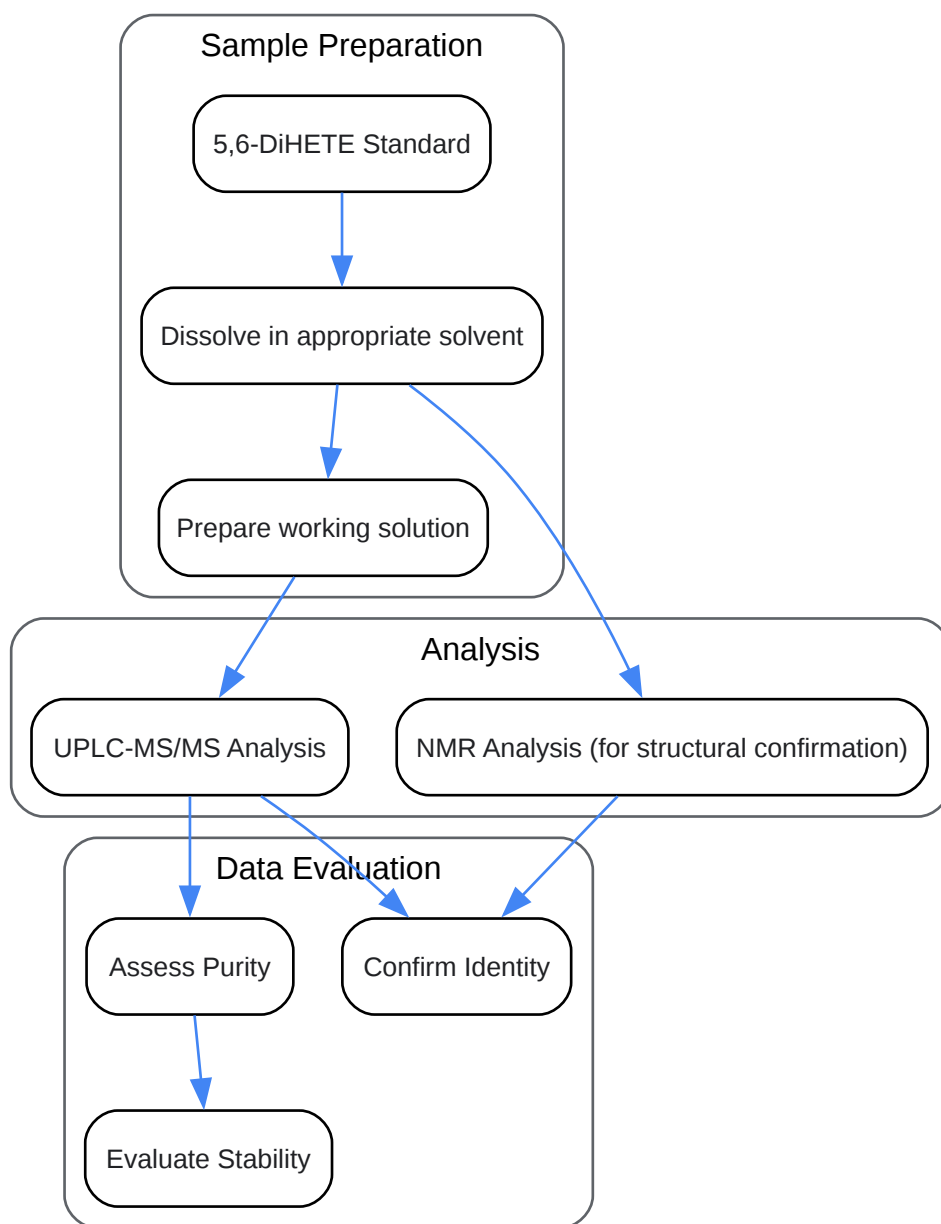 Sample Preparation
5,6-DiHETE Standard
Dissolve in appropriate solvent
Prepare working solution
Analysis
UPLC-MS/MS Analysis
NMR Analysis (for structural confirmation)
Data Evaluation
Assess Purity
Confirm Identity
Evaluate Stability